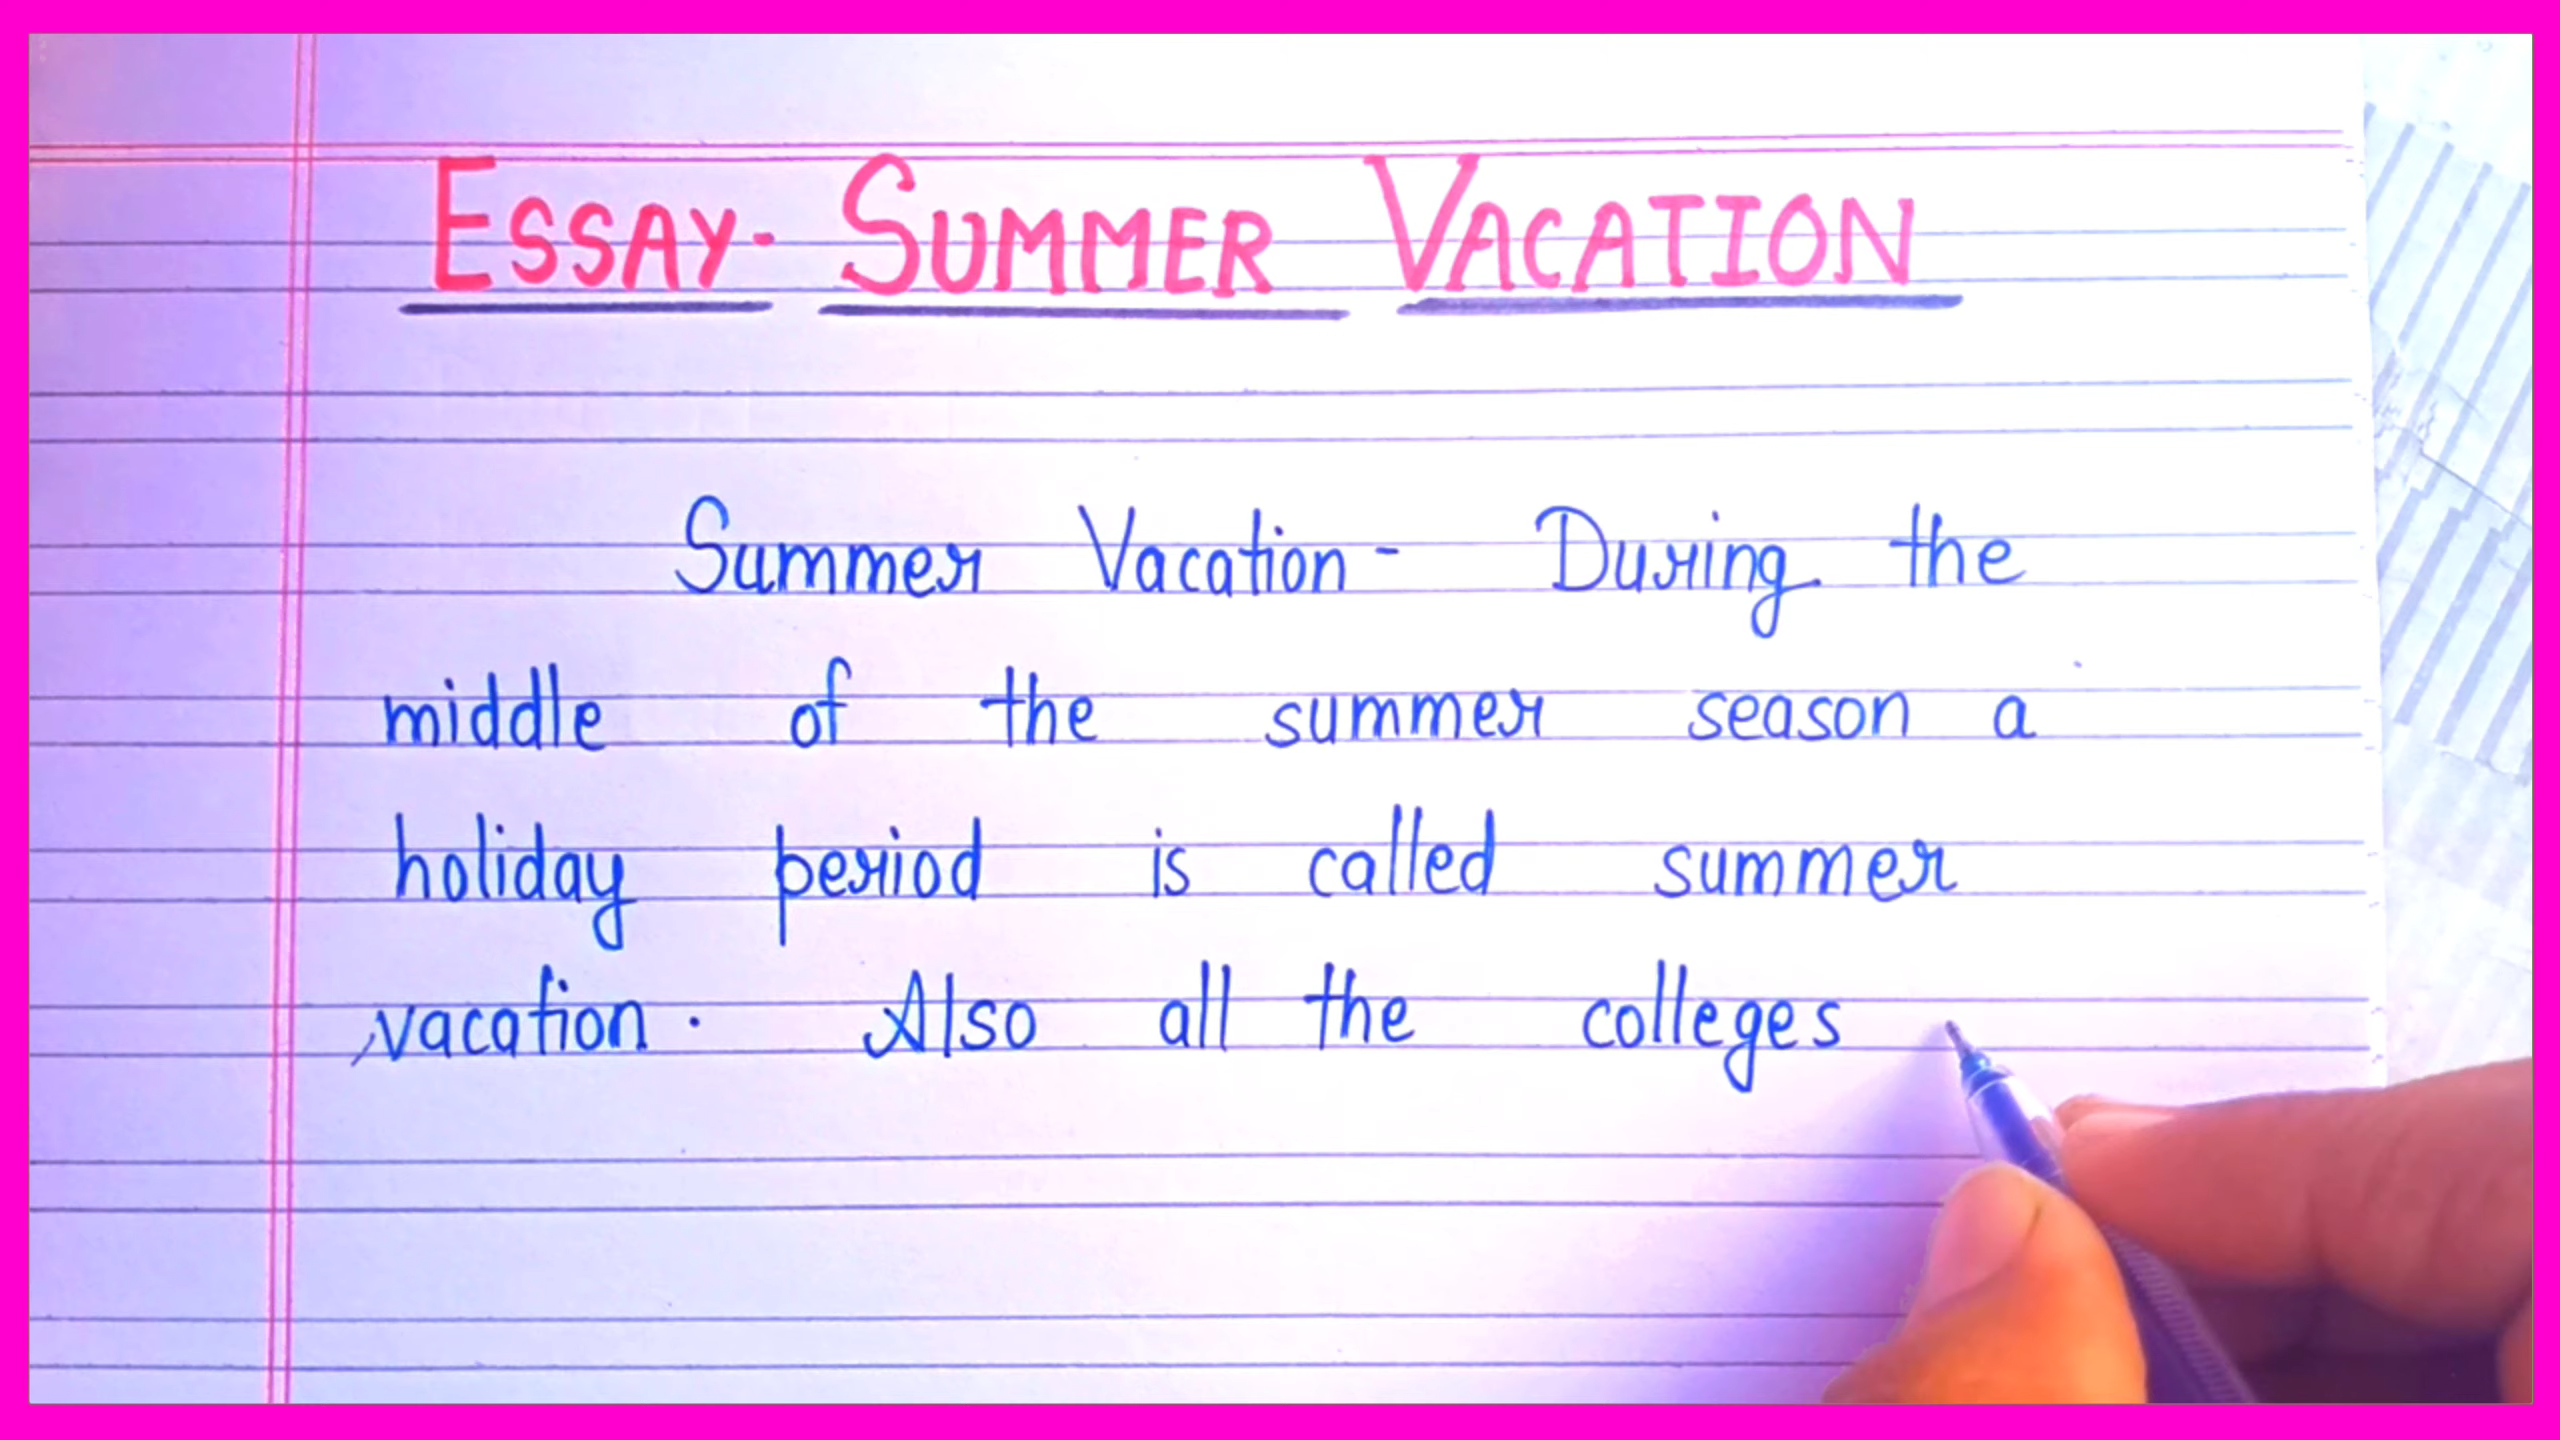 ESSAY- SUMMER VACATION
Summer Vacation- During the
middle of the summer season a
holiday period is called summer
vacation. Also all the colleges